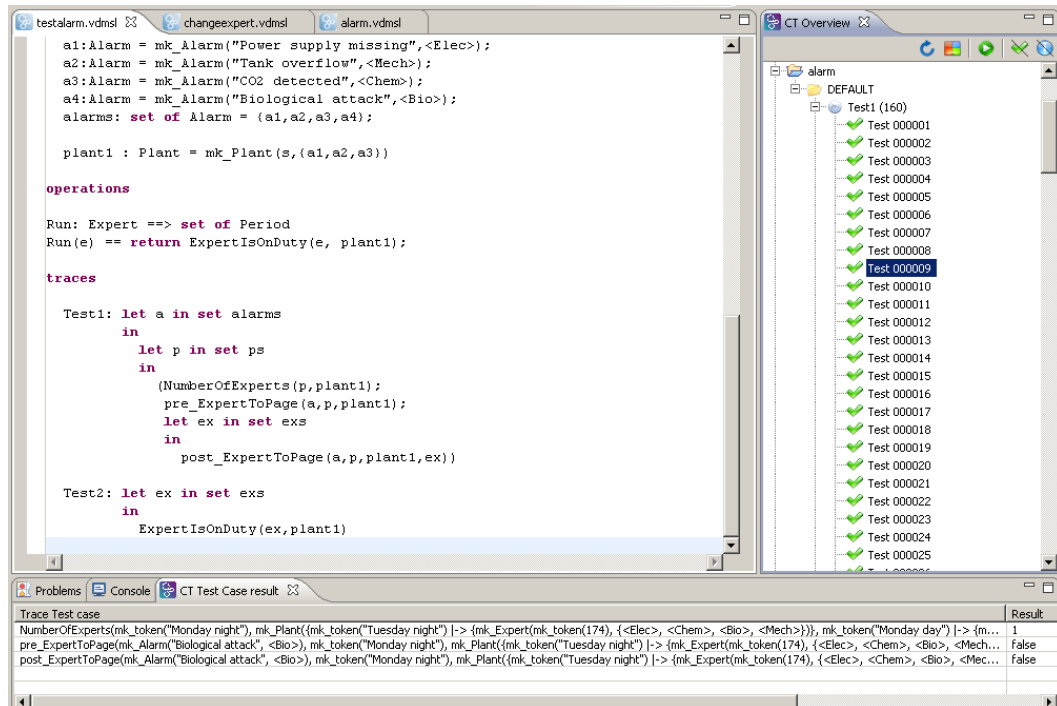 testalarm.vdmsl
changeexpert.vdmsl
alarm.vdmsl
a1:Alarm = mk_Alarm("Power supply missing",<Elec>);
a2:Alarm = mk_Alarm("Tank overflow",<Mech>);
a3:Alarm = mk_Alarm("CO2 detected",<Chem>);
a4:Alarm = mk_Alarm("Biological attack",<Bio>);
alarms: set of Alarm = {a1,a2,a3,a4};
plant1 : Plant = mk_Plant(s,{a1,a2,a3})
operations
Run: Expert ==> set of Period
Run(e) == return ExpertIsOnDuty(e, plant1);
traces
Test1: let a in set alarms
in
let p in set ps
in
(NumberOfExperts(p,plant1);
pre_ExpertToPage(a,p,plant1);
let ex in set exs
in
post_ExpertToPage(a,p,plant1,ex))
Test2: let ex in set exs
in
ExpertIsOnDuty(ex,plant1)
CT Overview
alarm
DEFAULT
Test1 (160)
Test 000001
Test 000002
Test 000003
Test 000004
Test 000005
Test 000006
Test 000007
Test 000008
Test 000009
Test 000010
Test 000011
Test 000012
Test 000013
Test 000014
Test 000015
Test 000016
Test 000017
Test 000018
Test 000019
Test 000020
Test 000021
Test 000022
Test 000023
Test 000024
Test 000025
Problems
Console
CT Test Case result
Trace Test case Result
NumberOfExperts(mk_token("Monday night"), mk_Plant({mk_token("Tuesday night") |-> {mk_Expert(mk_token(174), {<Elec>, <Chem>, <Bio>, <Mech>})}, mk_token("Monday day") |-> {m... 1
pre_ExpertToPage(mk_Alarm("Biological attack", <Bio>), mk_token("Monday night"), mk_Plant({mk_token("Tuesday night") |-> {mk_Expert(mk_token(174), {<Elec>, <Chem>, <Bio>, <Mech... false
post_ExpertToPage(mk_Alarm("Biological attack", <Bio>), mk_token("Monday night"), mk_Plant({mk_token("Tuesday night") |-> {mk_Expert(mk_token(174), {<Elec>, <Chem>, <Bio>, <Mec... false